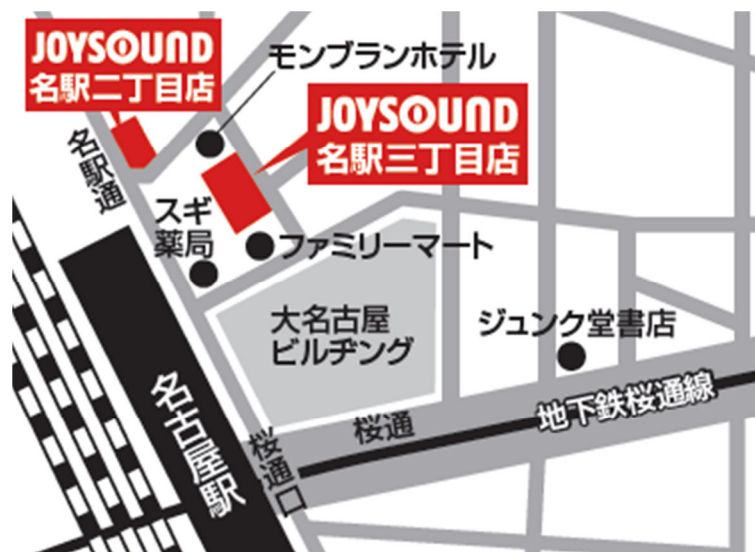 JOYSOUND
名駅二丁目店
モンブランホテル
JOYSOUND
名駅三丁目店
名駅通
スギ
薬局
ファミリーマート
大名古屋
ビルヂング
ジュンク堂書店
名古屋駅
桜通口
桜通
地下鉄桜通線